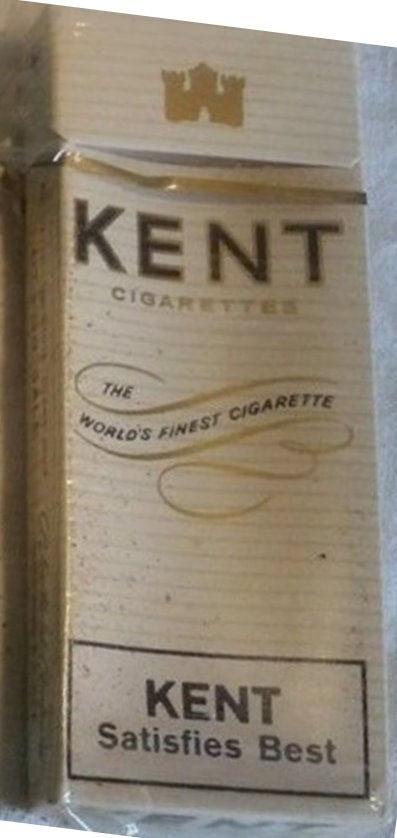 KENT
CIGARETTES
THE
WORLD'S FINEST CIGARETTE
KENT
Satisfies Best